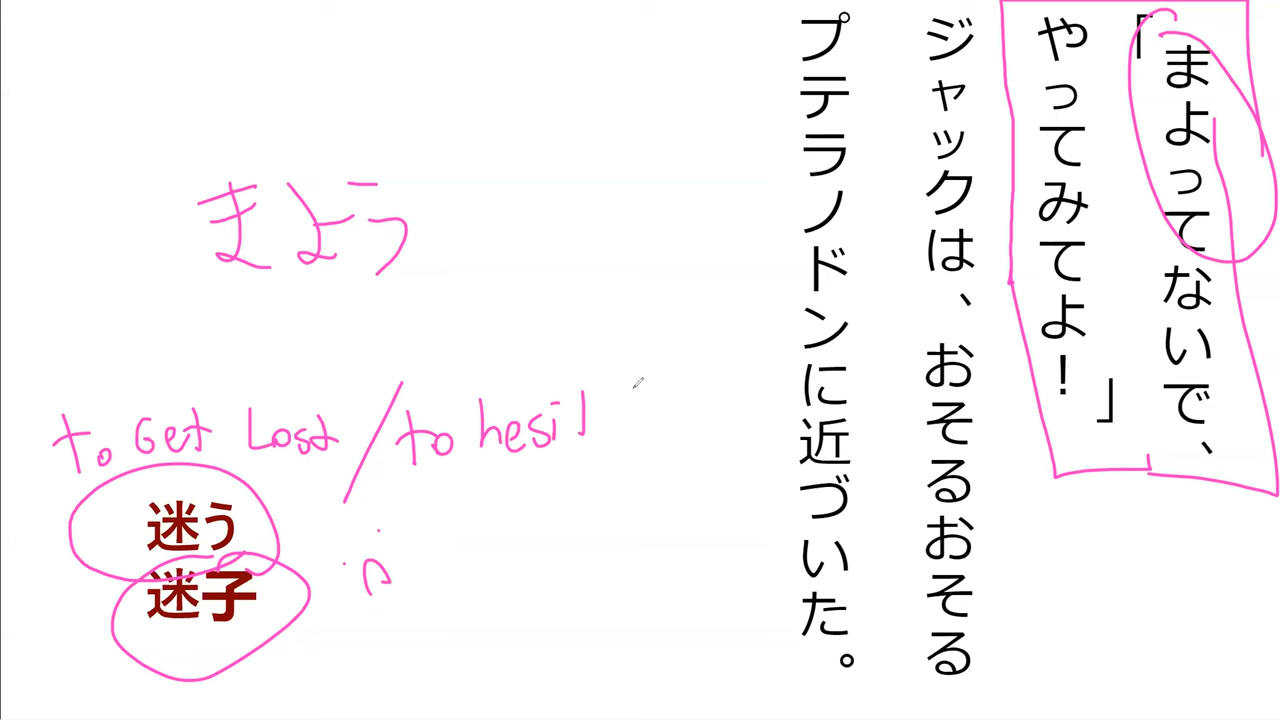 「まよってないで、
やってみてよ！」
ジャックは、おそるおそる
プテラノドンに近づいた。
まよう
to Get Lost / to hesit
迷う
迷子